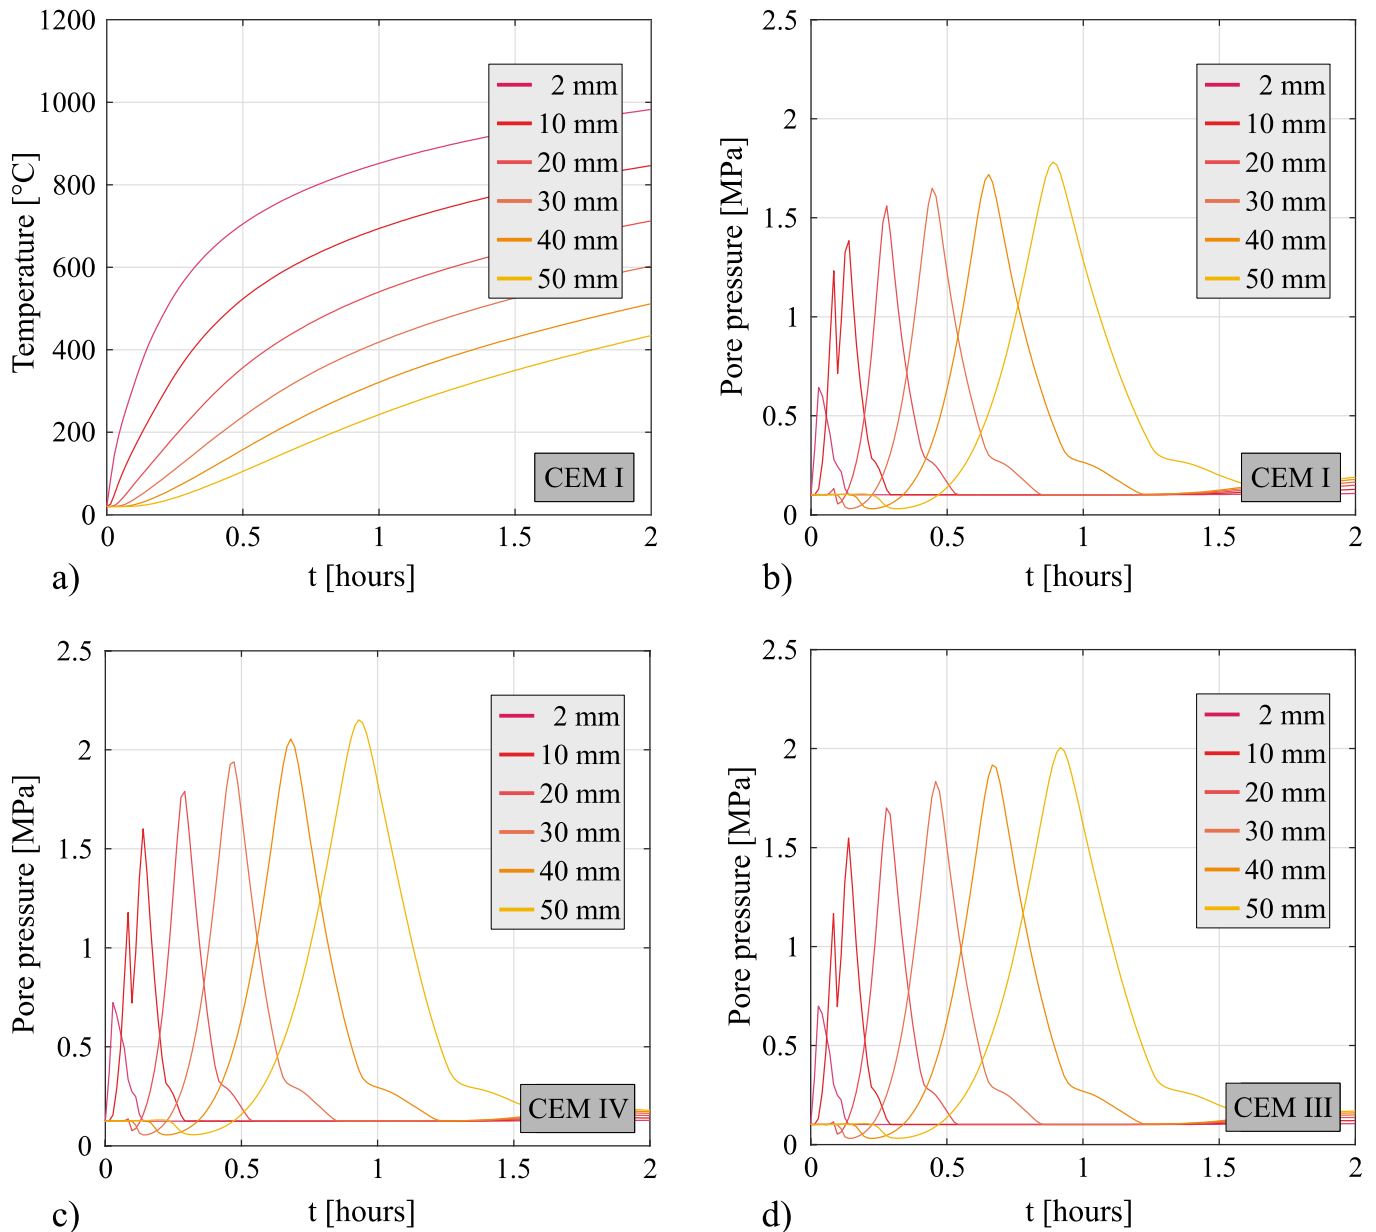 1200
1000
800
600
400
200
0
Temperature [°C]
2 mm
10 mm
20 mm
30 mm
40 mm
50 mm
CEM I
0 0.5 1 1.5 2
t [hours]
a)
2.5
2
1.5
1
0.5
0
Pore pressure [MPa]
2 mm
10 mm
20 mm
30 mm
40 mm
50 mm
CEM I
0 0.5 1 1.5 2
t [hours]
b)
2.5
2
1.5
1
0.5
0
Pore pressure [MPa]
2 mm
10 mm
20 mm
30 mm
40 mm
50 mm
CEM IV
0 0.5 1 1.5 2
t [hours]
c)
2.5
2
1.5
1
0.5
0
Pore pressure [MPa]
2 mm
10 mm
20 mm
30 mm
40 mm
50 mm
CEM III
0 0.5 1 1.5 2
t [hours]
d)